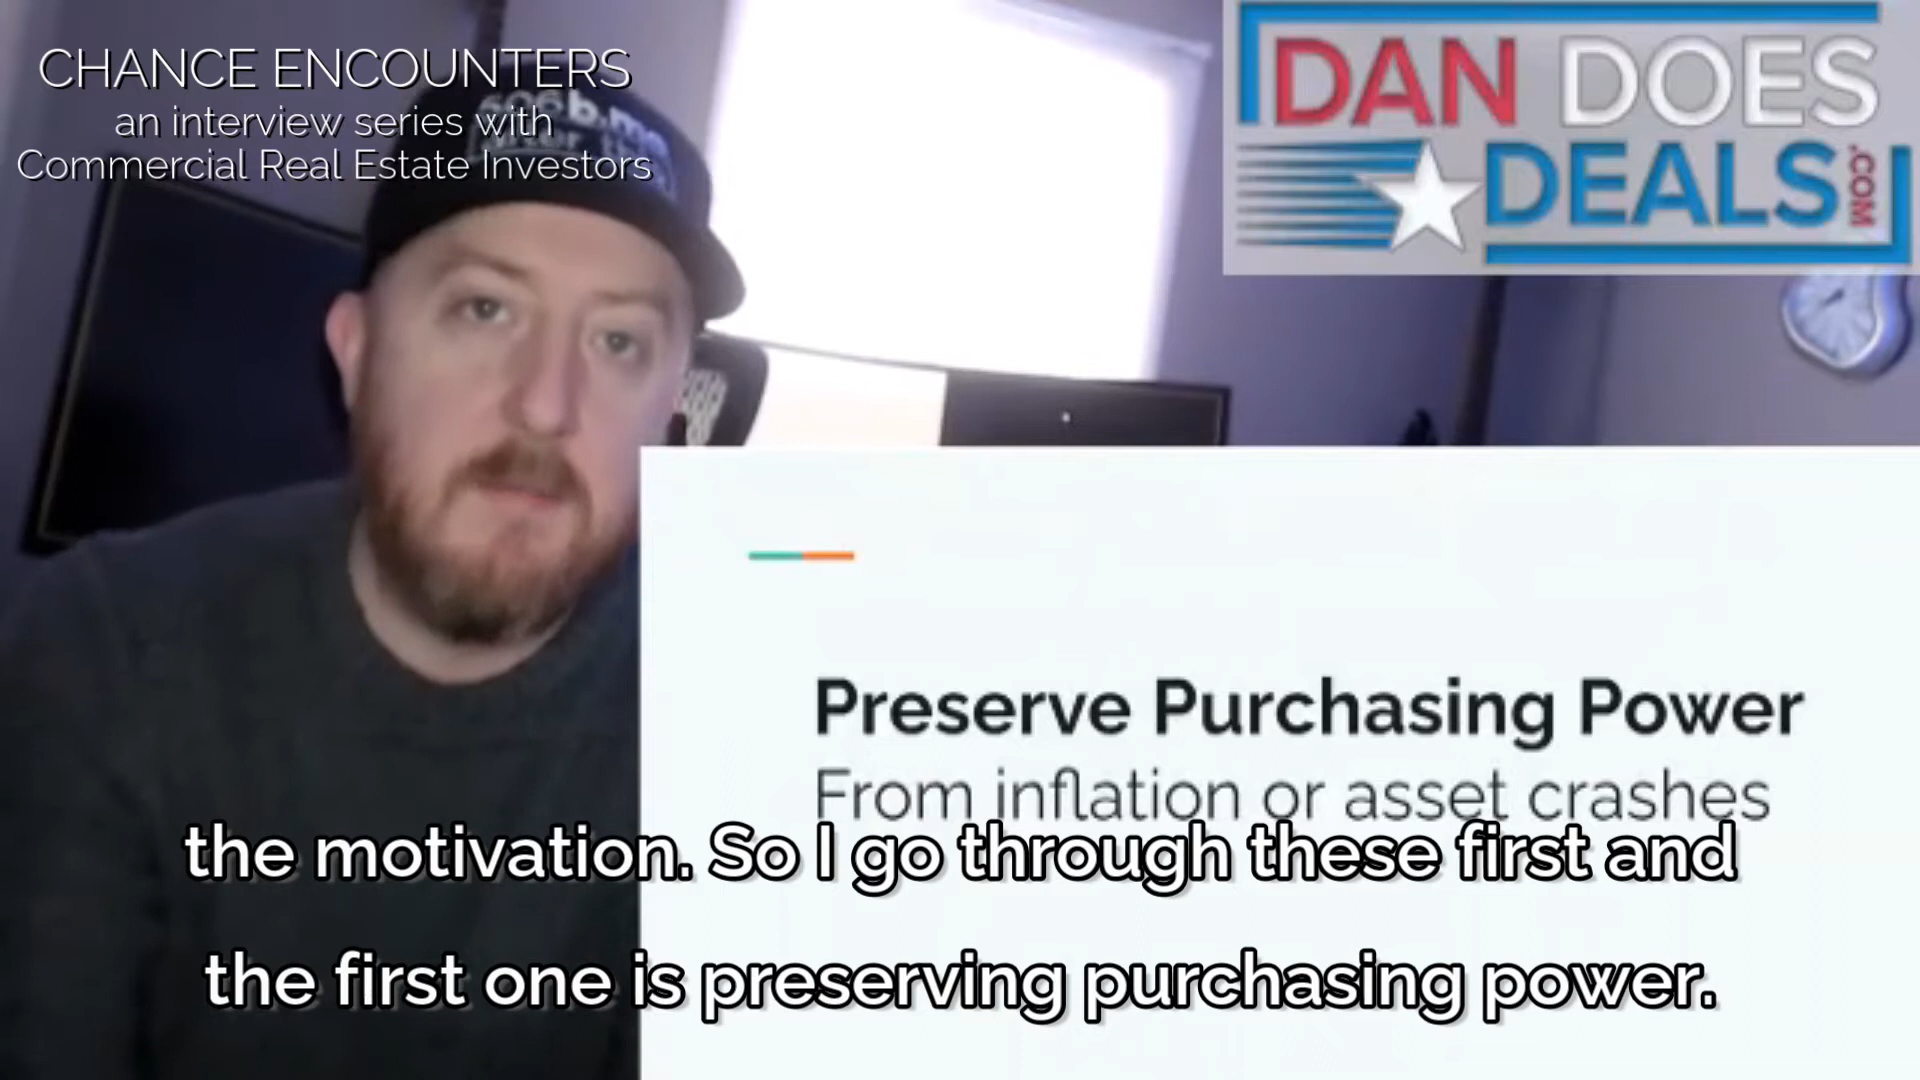 CHANCE ENCOUNTERS
an interview series with
Commercial Real Estate Investors
DAN DOES
DEALS
.COM
Preserve Purchasing Power
From inflation or asset crashes
the motivation. So I go through these first and
the first one is preserving purchasing power.